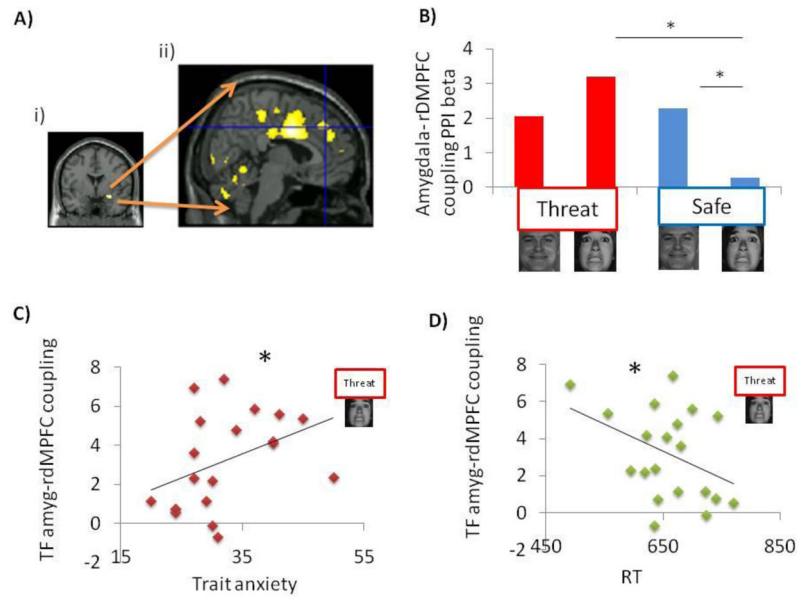 A)
i)
ii)
B)
Amygdala-rDMPFC
coupling PPI beta
4
3
2
1
0
*
*
Threat
Safe
C)
TF amyg-rdMPFC coupling
8
6
4
2
0
-2
15
35
55
Trait anxiety
*
Threat
D)
TF amyg-rdMPFC coupling
8
6
4
2
0
-2
450
650
850
RT
*
Threat